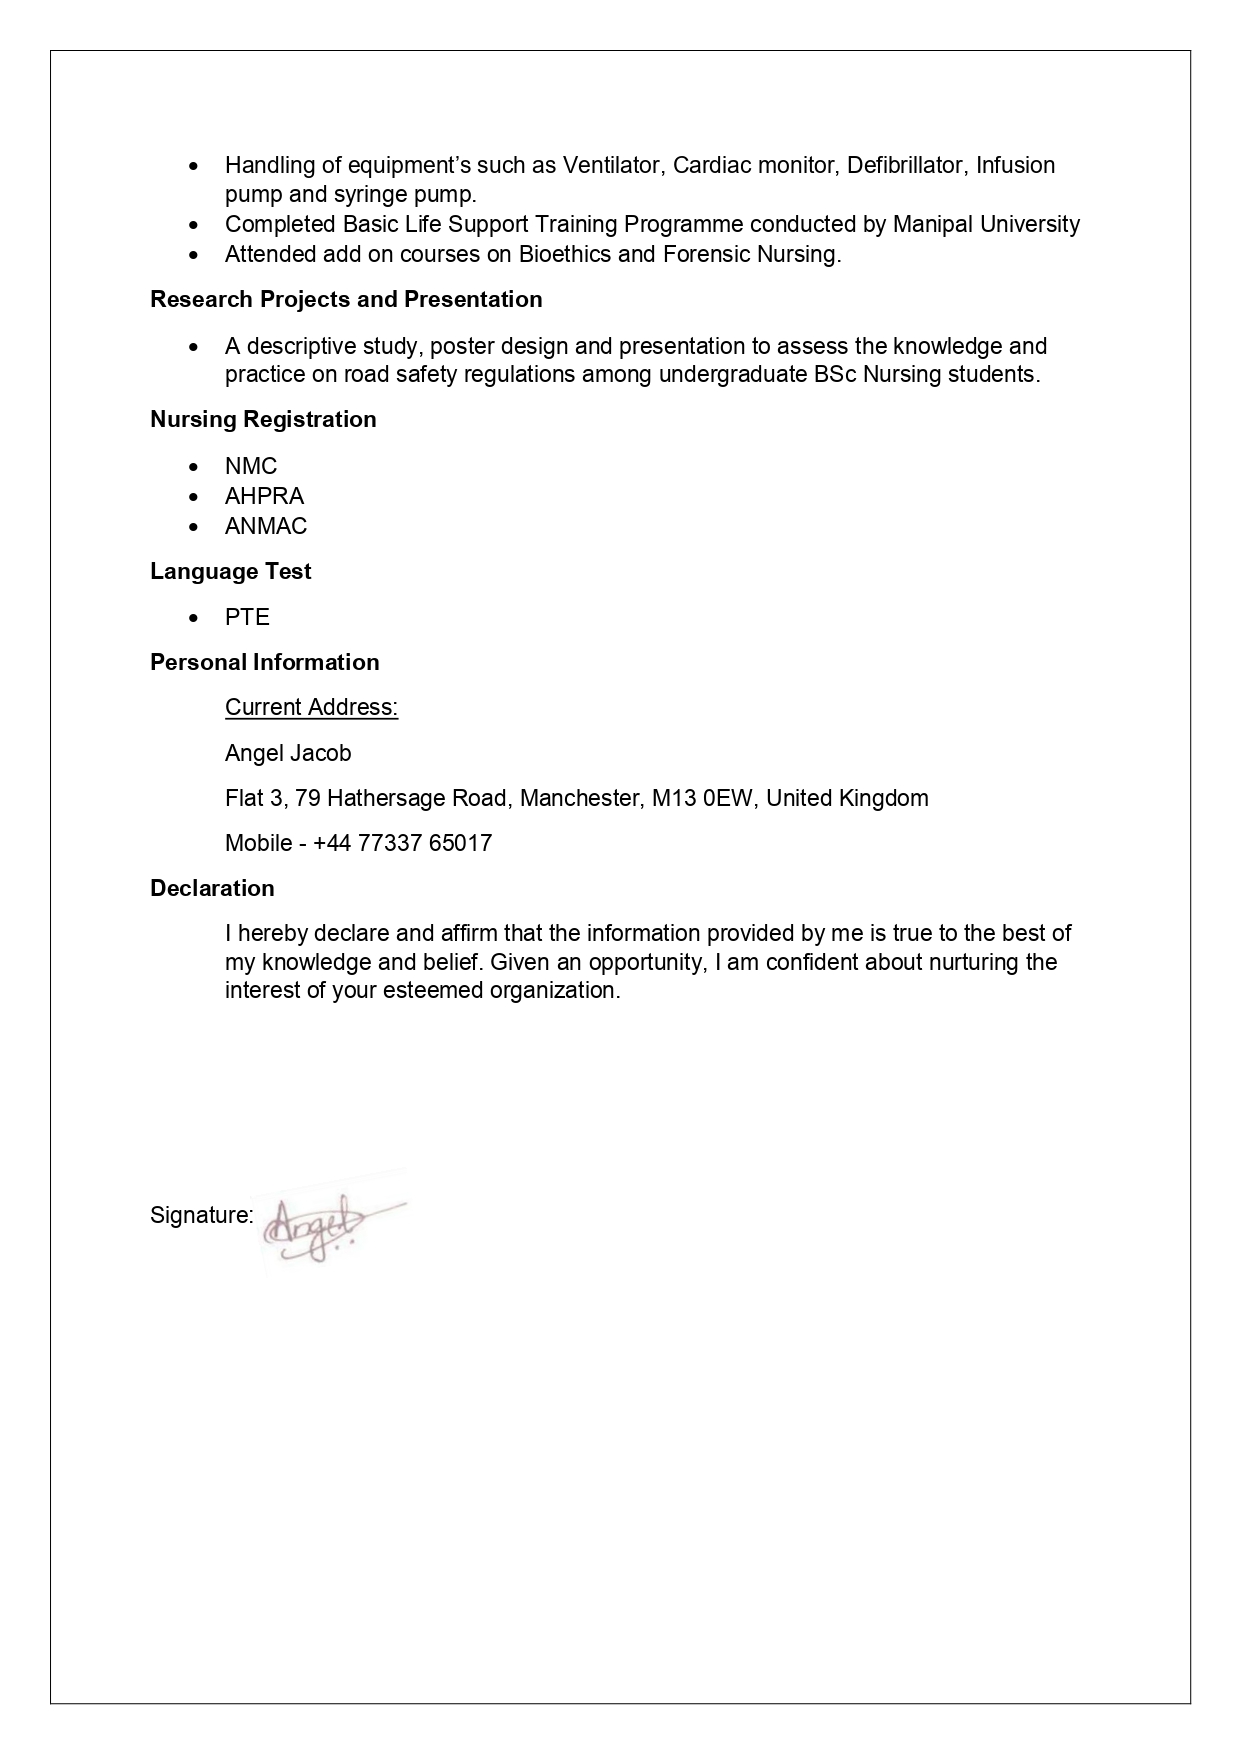 • Handling of equipment's such as Ventilator, Cardiac monitor, Defibrillator, Infusion
pump and syringe pump.
• Completed Basic Life Support Training Programme conducted by Manipal University
• Attended add on courses on Bioethics and Forensic Nursing.
Research Projects and Presentation
• A descriptive study, poster design and presentation to assess the knowledge and
practice on road safety regulations among undergraduate BSc Nursing students.
Nursing Registration
• NMC
• AHPRA
• ANMAC
Language Test
• PTE
Personal Information
Current Address:
Angel Jacob
Flat 3, 79 Hathersage Road, Manchester, M13 0EW, United Kingdom
Mobile - +44 77337 65017
Declaration
I hereby declare and affirm that the information provided by me is true to the best of
my knowledge and belief. Given an opportunity, I am confident about nurturing the
interest of your esteemed organization.
Signature: Angel